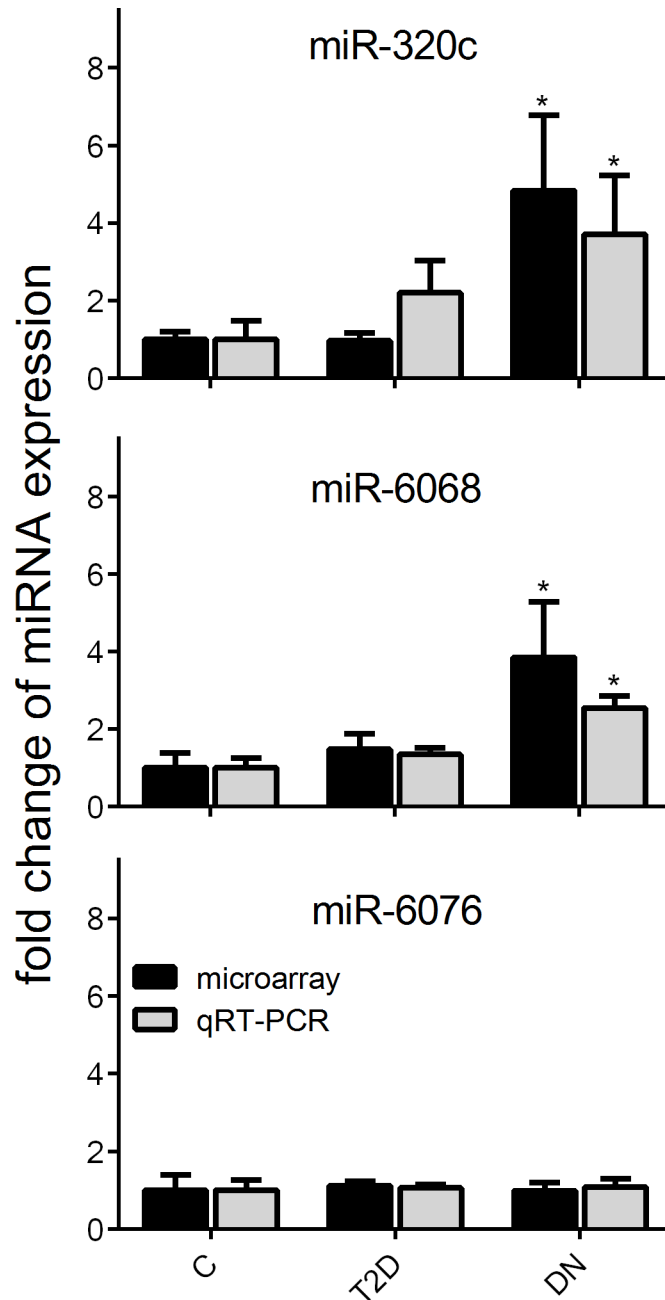 fold change of miRNA expression
miR-320c
8
6
4
2
0
*
*
miR-6068
8
6
4
2
0
*
*
miR-6076
8
6
4
2
0
microarray
qRT-PCR
C
T2D
DN